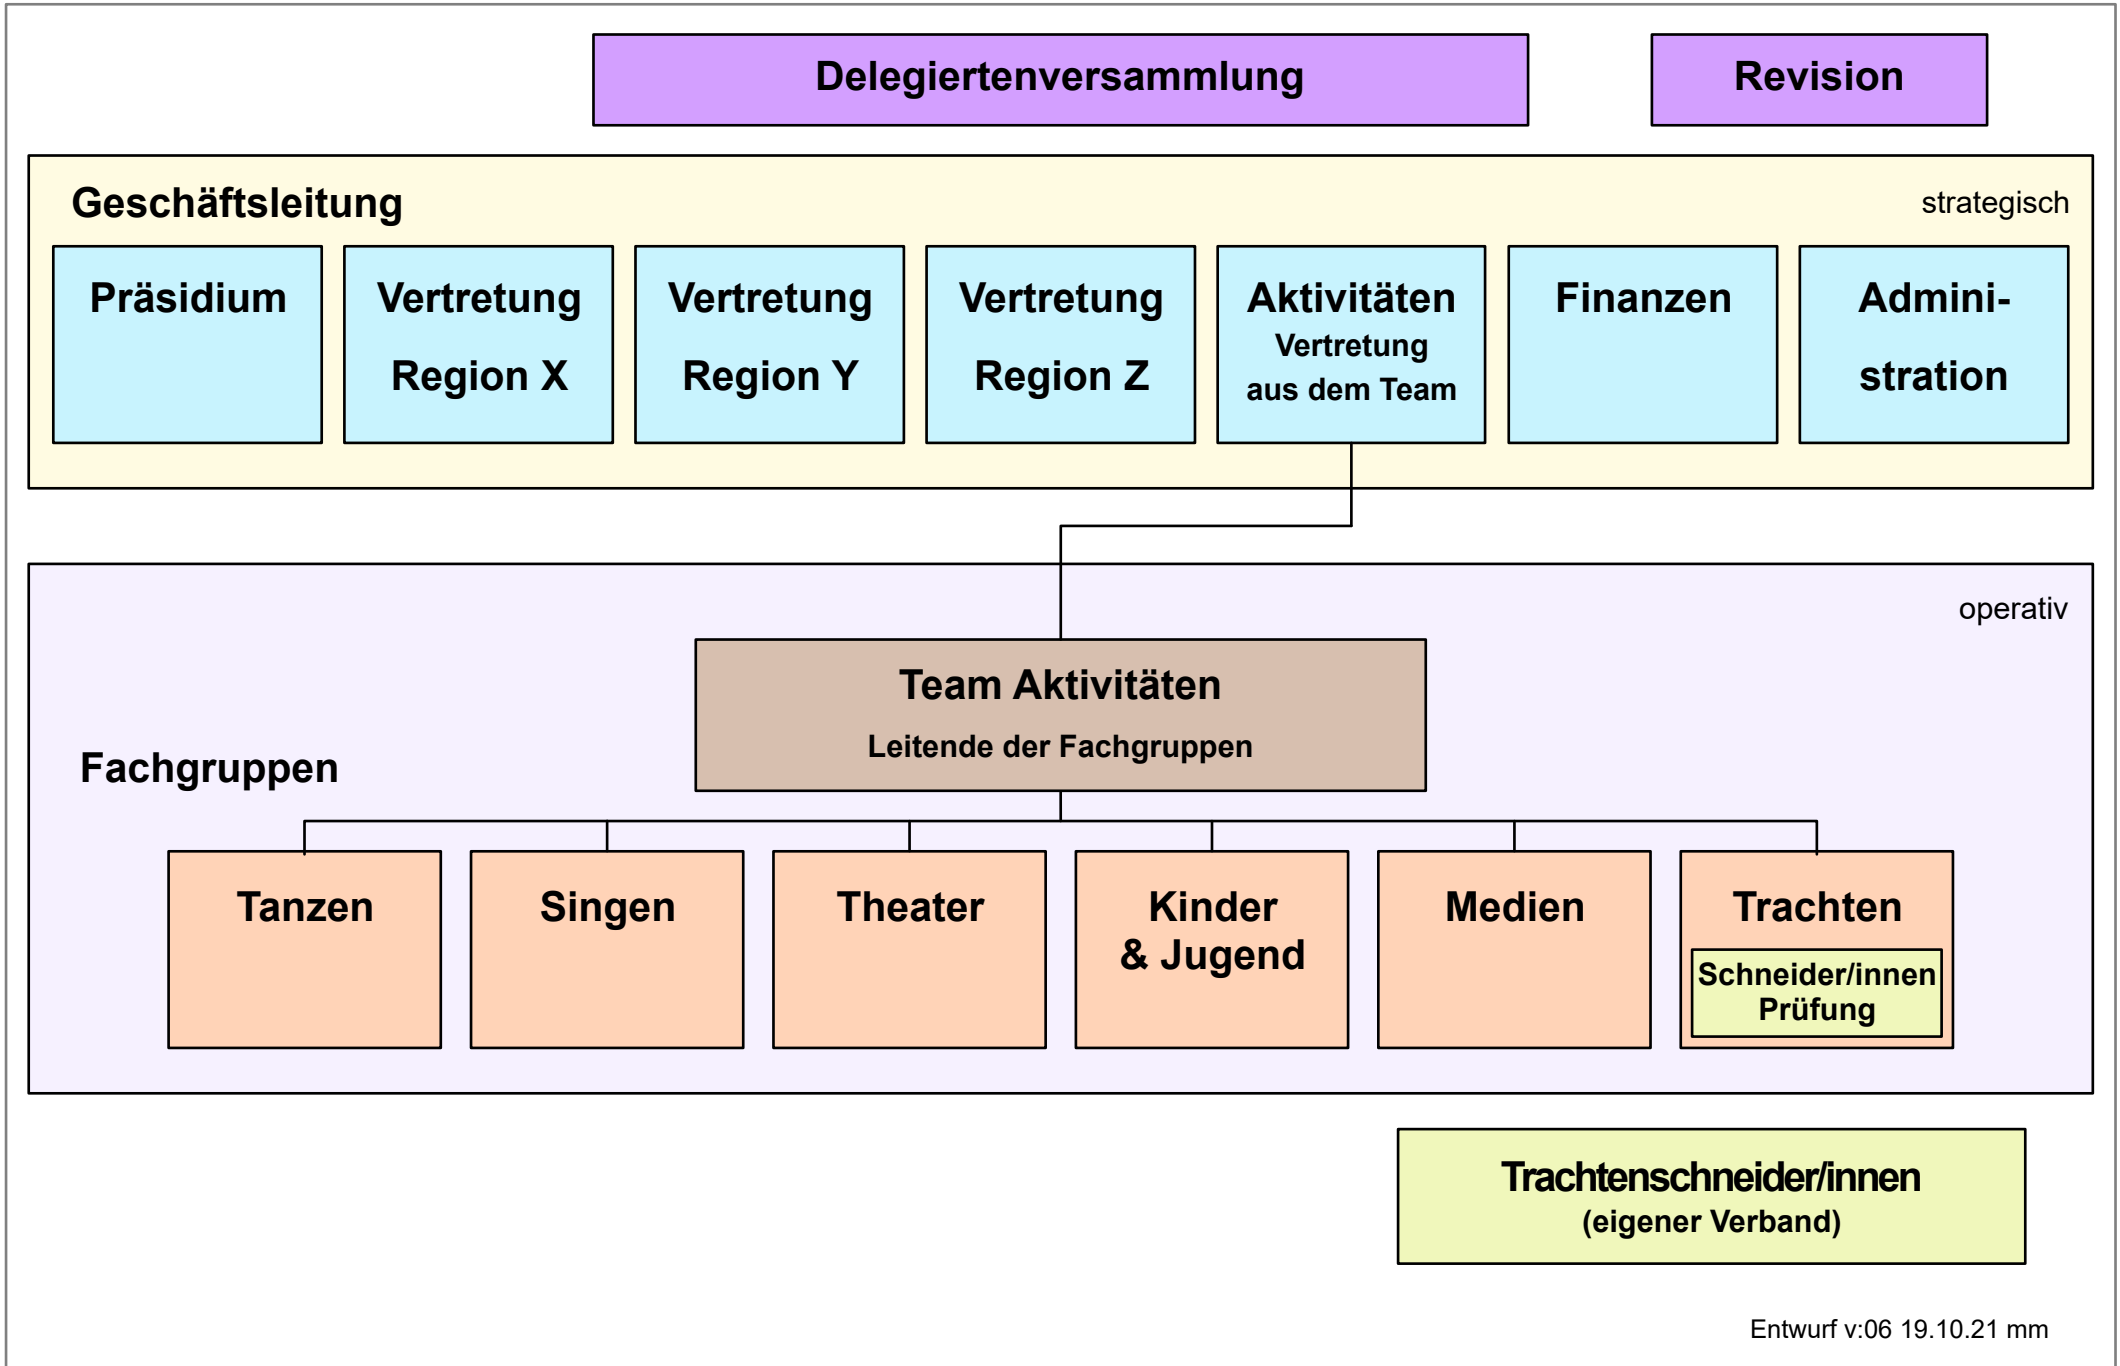 Delegiertenversammlung
Revision
Geschäftsleitung
strategisch
Präsidium
Vertretung
Region X
Vertretung
Region Y
Vertretung
Region Z
Aktivitäten
Vertretung
aus dem Team
Finanzen
Admini-
stration
operativ
Team Aktivitäten
Leitende der Fachgruppen
Fachgruppen
Tanzen
Singen
Theater
Kinder
& Jugend
Medien
Trachten
Schneider/innen
Prüfung
Trachtenschneider/innen
(eigener Verband)
Entwurf v:06 19.10.21 mm